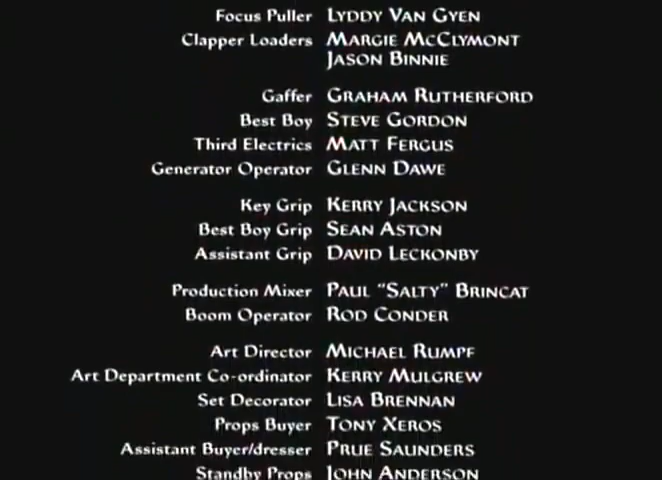 Focus Puller LYDDY VAN GYEN
Clapper Loaders MARGIE MCCLYMONT
JASON BINNIE
Gaffer GRAHAM RUTHERFORD
Best Boy STEVE GORDON
Third Electrics MATT FERGUS
Generator Operator GLENN DAWE
Key Grip KERRY JACKSON
Best Boy Grip SEAN ASTON
Assistant Grip DAVID LECKONBY
Production Mixer PAUL "SALTY" BRINCAT
Boom Operator ROD CONDER
Art Director MICHAEL RUMPF
Art Department Co-ordinator KERRY MULGREW
Set Decorator LISA BRENNAN
Props Buyer TONY XEROS
Assistant Buyer/dresser PRUE SAUNDERS
Standby Props JOHN ANDERSON